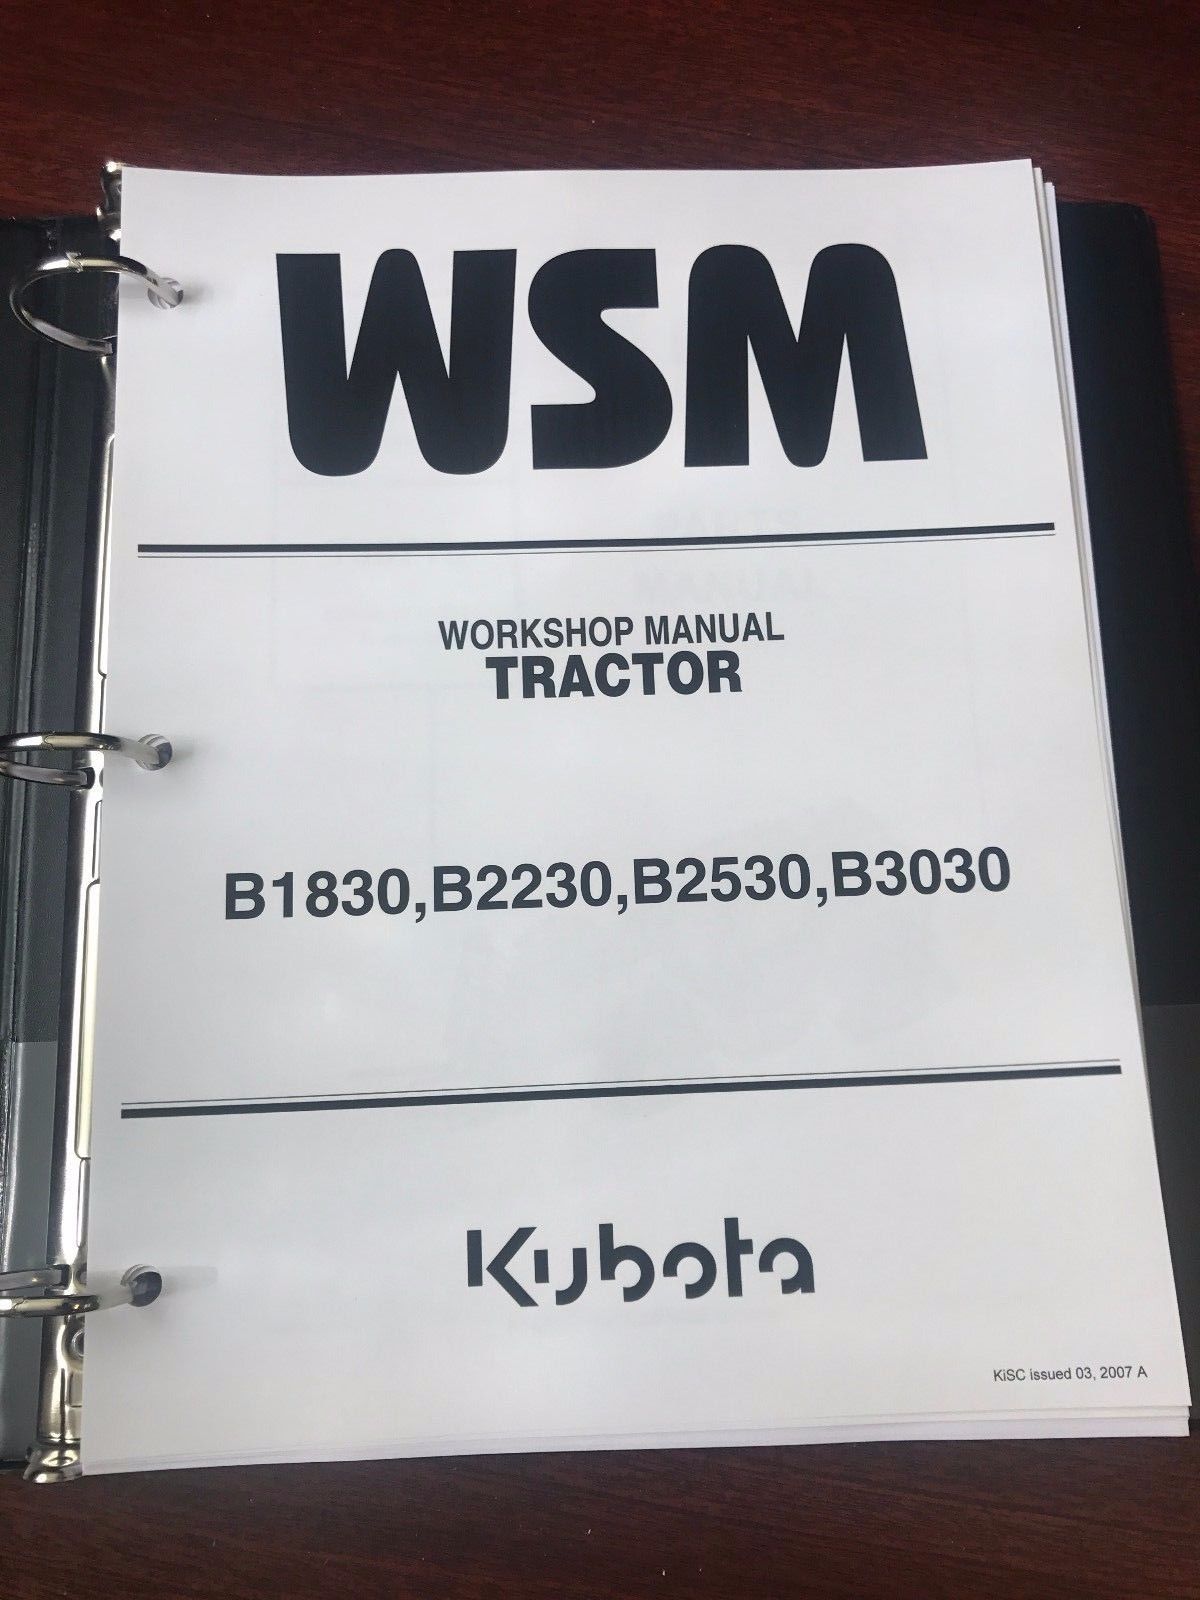 WSM
WORKSHOP MANUAL
TRACTOR
B1830,B2230,B2530,B3030
Kubota
KiSC issued 03, 2007 A